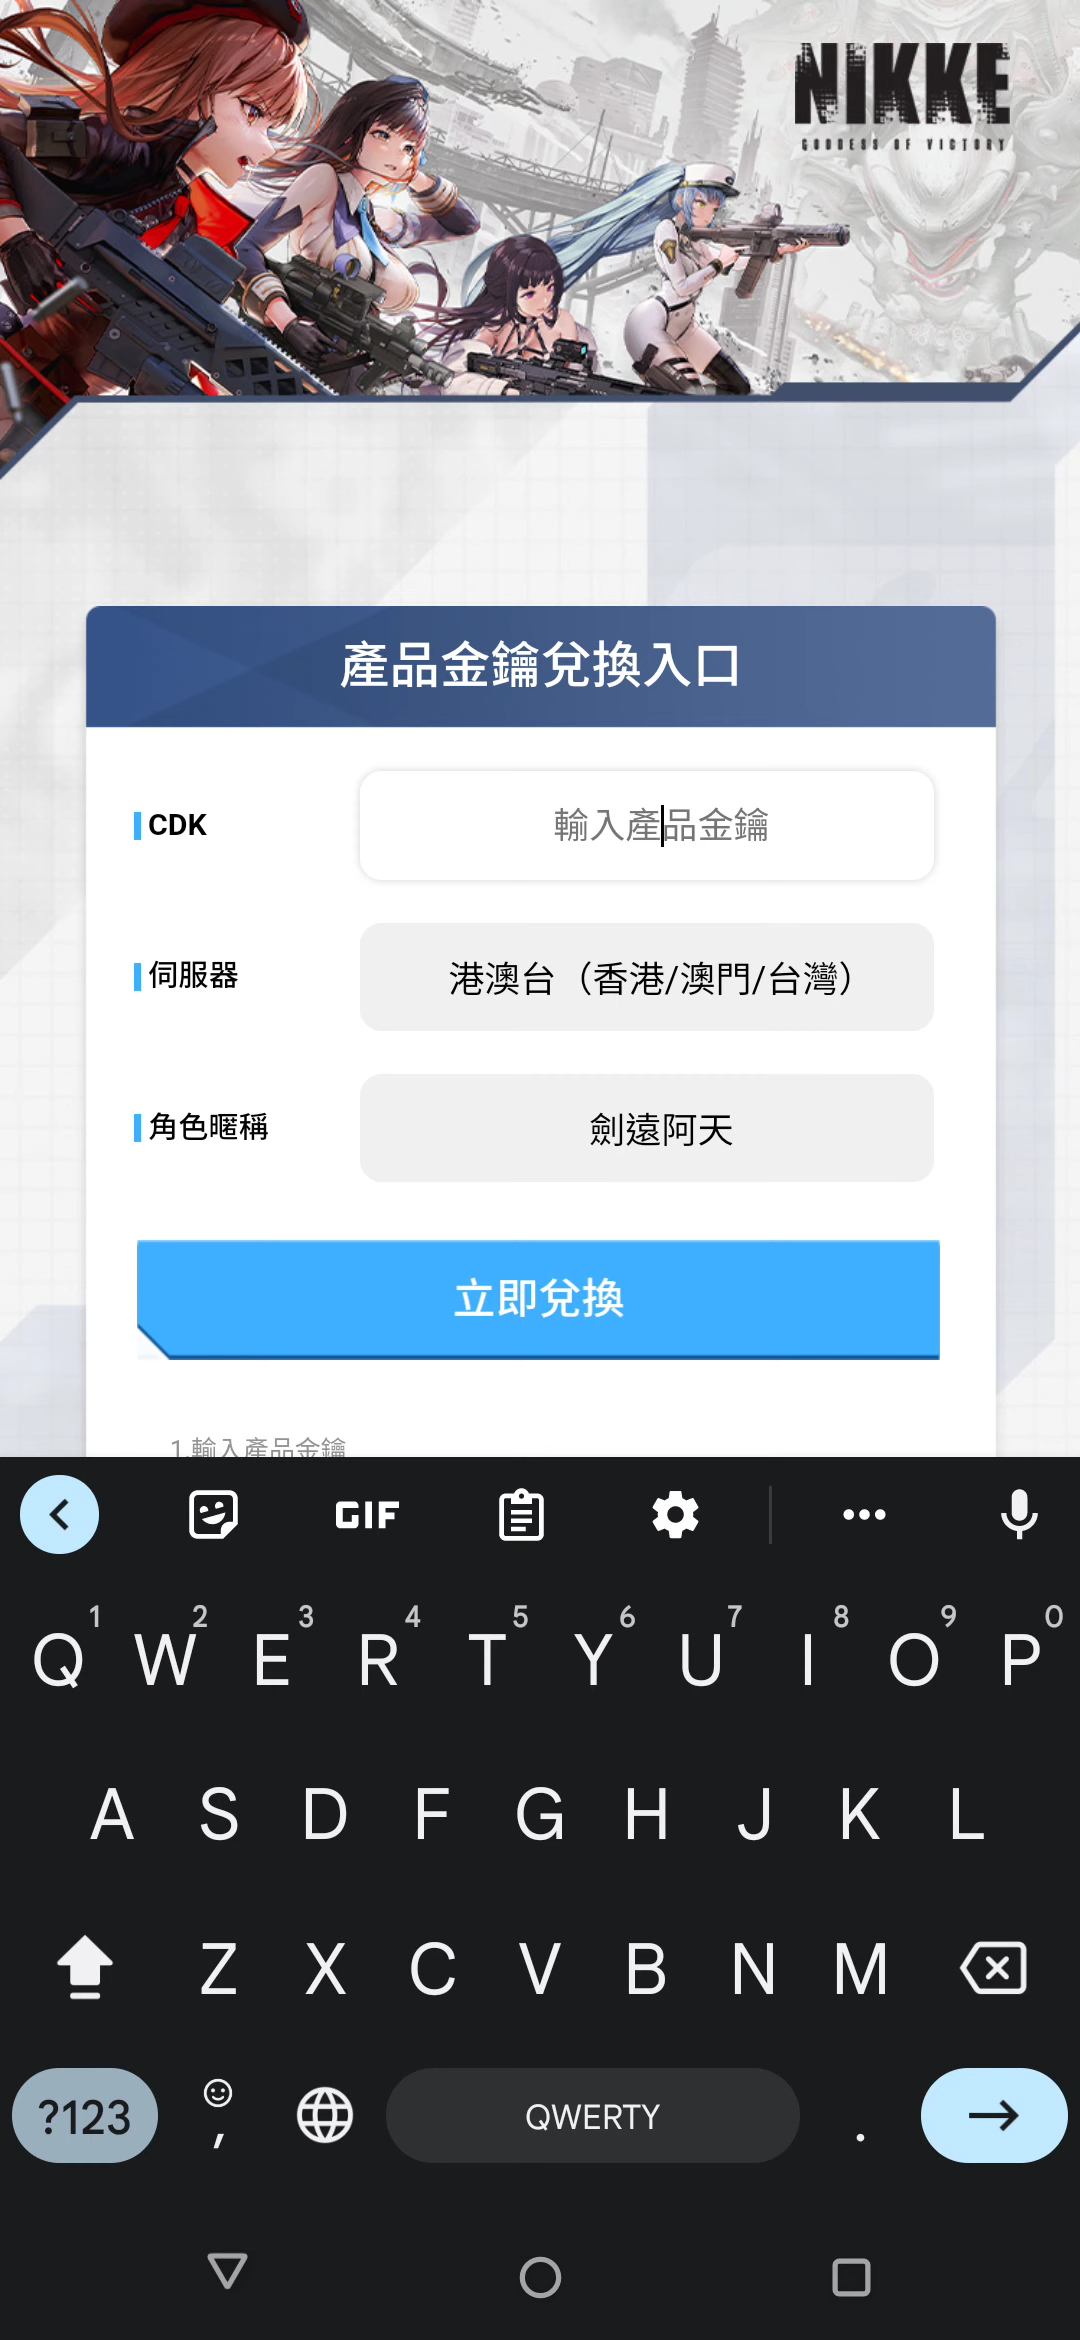 NIKKE
GODDESS OF VICTORY
產品金鑰兌換入口
CDK
輸入產品金鑰
伺服器
港澳台（香港/澳門/台灣）
角色暱稱
劍遠阿天
立即兌換
1.輸入產品金鑰
GIF
1 2 3 4 5 6 7 8 9 0
Q W E R T Y U I O P
A S D F G H J K L
Z X C V B N M
?123 , QWERTY .